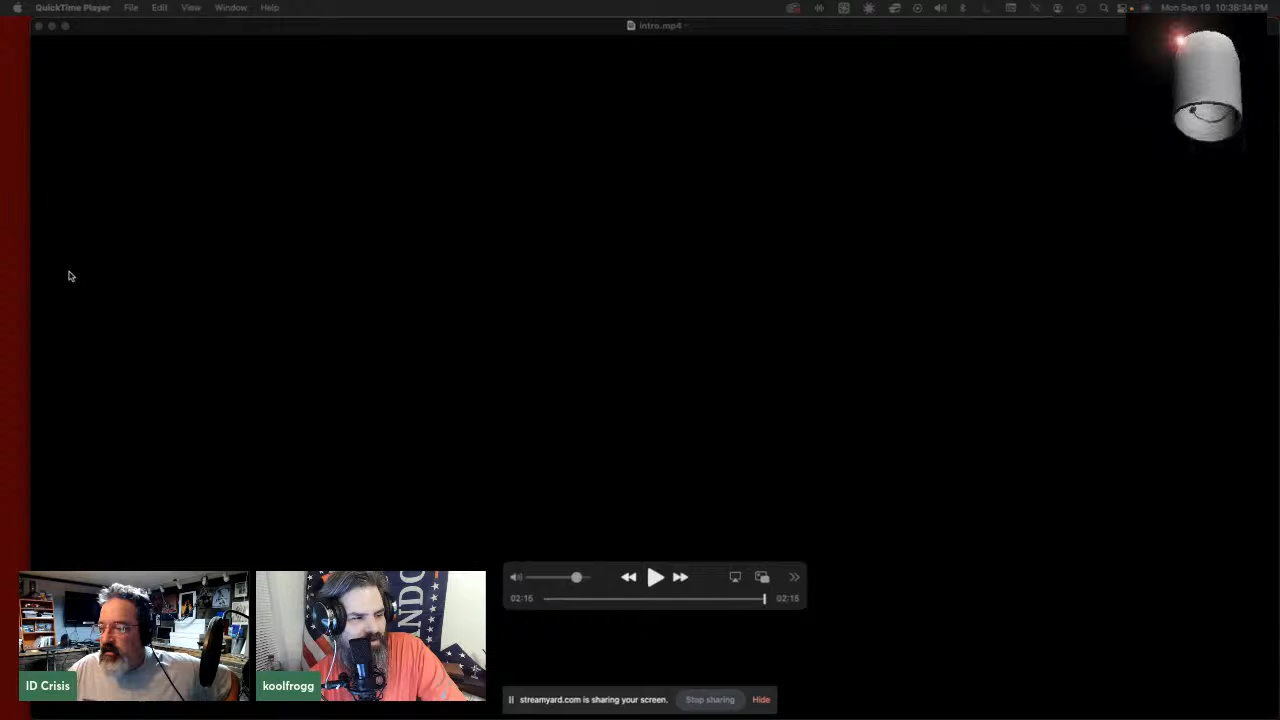 QuickTime Player File Edit View Window Help
Mon Sep 19 10:38:34 PM
intro.mp4
02:15
02:15
ANDO
ID Crisis
koolfrogg
streamyard.com is sharing your screen. Stop sharing Hide